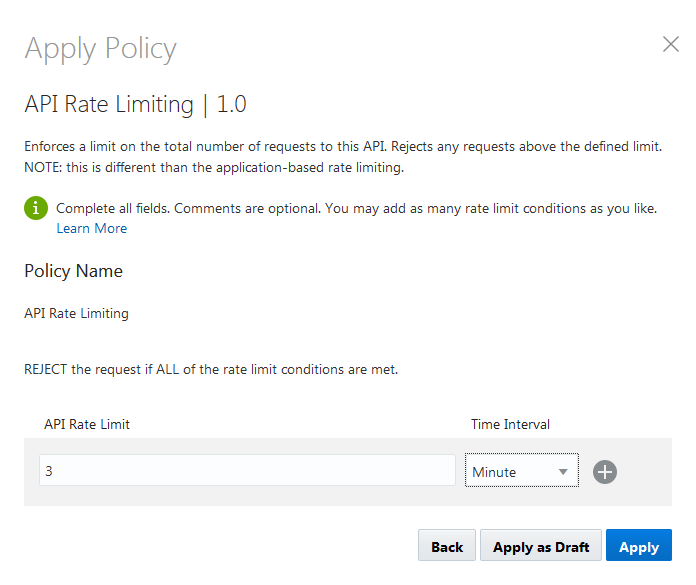 Apply Policy
API Rate Limiting | 1.0
Enforces a limit on the total number of requests to this API. Rejects any requests above the defined limit.
NOTE: this is different than the application-based rate limiting.
Complete all fields. Comments are optional. You may add as many rate limit conditions as you like.
Learn More
Policy Name
API Rate Limiting
REJECT the request if ALL of the rate limit conditions are met.
API Rate Limit Time Interval
3 Minute
Back Apply as Draft Apply